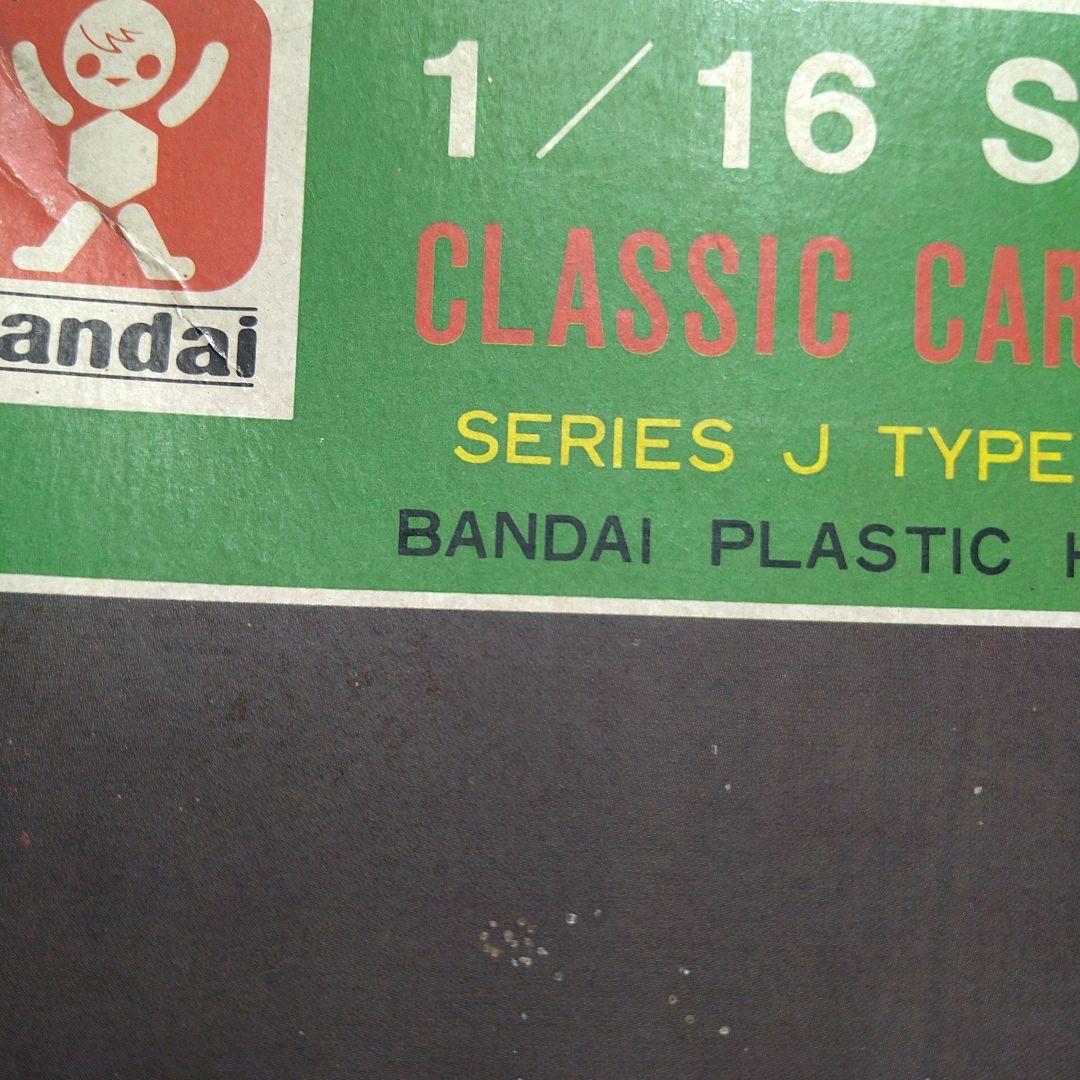 1/16 S
CLASSIC CAR
SERIES J TYPE
BANDAI PLASTIC H
andai